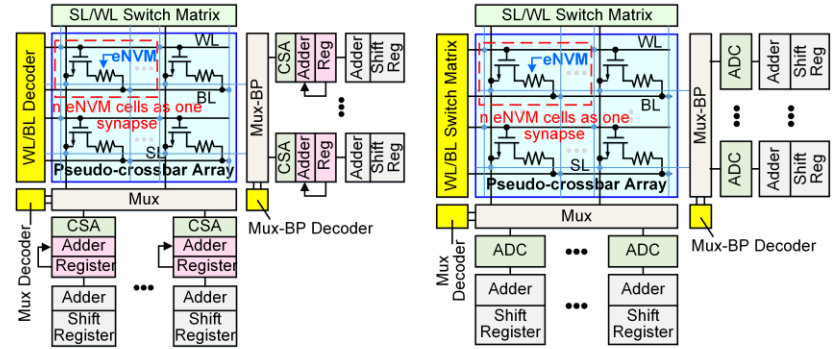 SL/WL Switch Matrix
WL/BL Decoder
WL
eNVM
BL
n eNVM cells as one
synapse
SL
Pseudo-crossbar Array
Mux-BP
CSA
Adder
Reg
Adder
Shift
Reg
CSA
Adder
Reg
Adder
Shift
Reg
Mux
Mux Decoder
Mux-BP Decoder
CSA
Adder
Register
Adder
Shift
Register
CSA
Adder
Register
Adder
Shift
Register
SL/WL Switch Matrix
WL/BL Switch Matrix
WL
eNVM
BL
n eNVM cells as one
synapse
SL
Pseudo-crossbar Array
Mux-BP
ADC
Adder
Shift
Reg
ADC
Adder
Shift
Reg
Mux
Mux
Decoder
Mux-BP Decoder
ADC
Adder
Shift
Register
ADC
Adder
Shift
Register